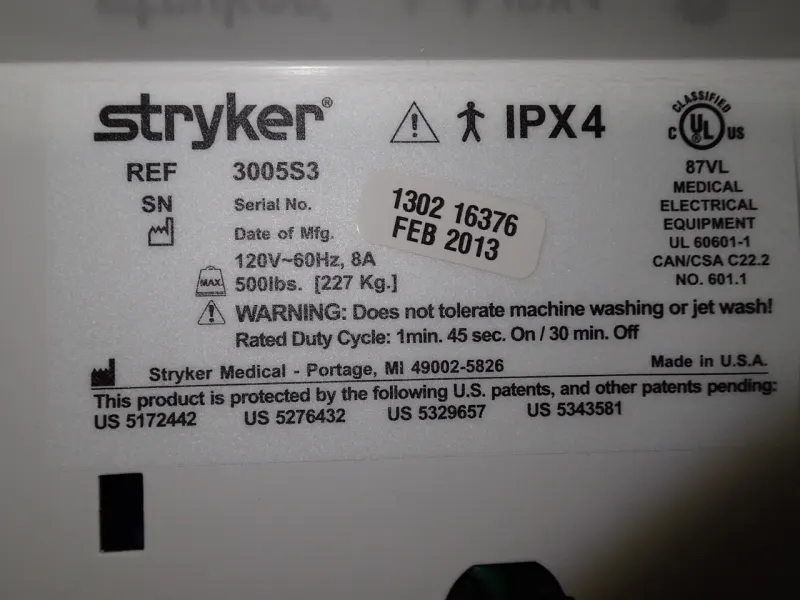 stryker®
IPX4
CLASSIFIED
C UL US
REF 3005S3
87VL
MEDICAL
ELECTRICAL
EQUIPMENT
UL 60601-1
CAN/CSA C22.2
NO. 601.1
SN Serial No.
1302 16376
Date of Mfg.
FEB 2013
120V~60Hz, 8A
MAX 500lbs. [227 Kg.]
WARNING: Does not tolerate machine washing or jet wash!
Rated Duty Cycle: 1min. 45 sec. On / 30 min. Off
Stryker Medical - Portage, MI 49002-5826 Made in U.S.A.
This product is protected by the following U.S. patents, and other patents pending:
US 5172442 US 5276432 US 5329657 US 5343581